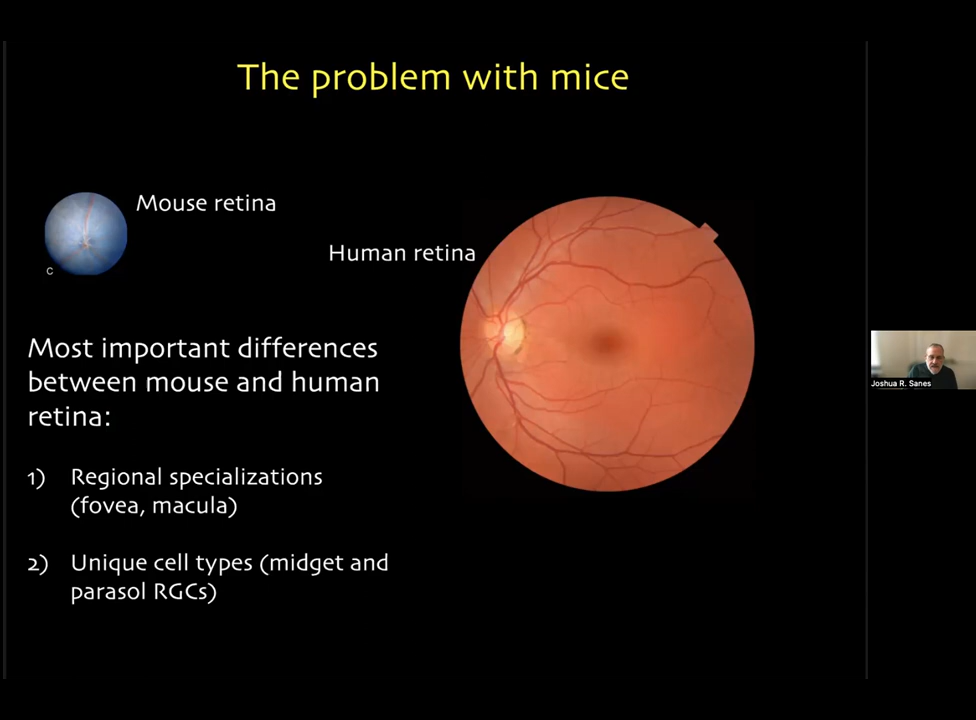 The problem with mice
Mouse retina
Human retina
C
Most important differences
between mouse and human
retina:
1) Regional specializations
(fovea, macula)
2) Unique cell types (midget and
parasol RGCs)
Joshua R. Sanes